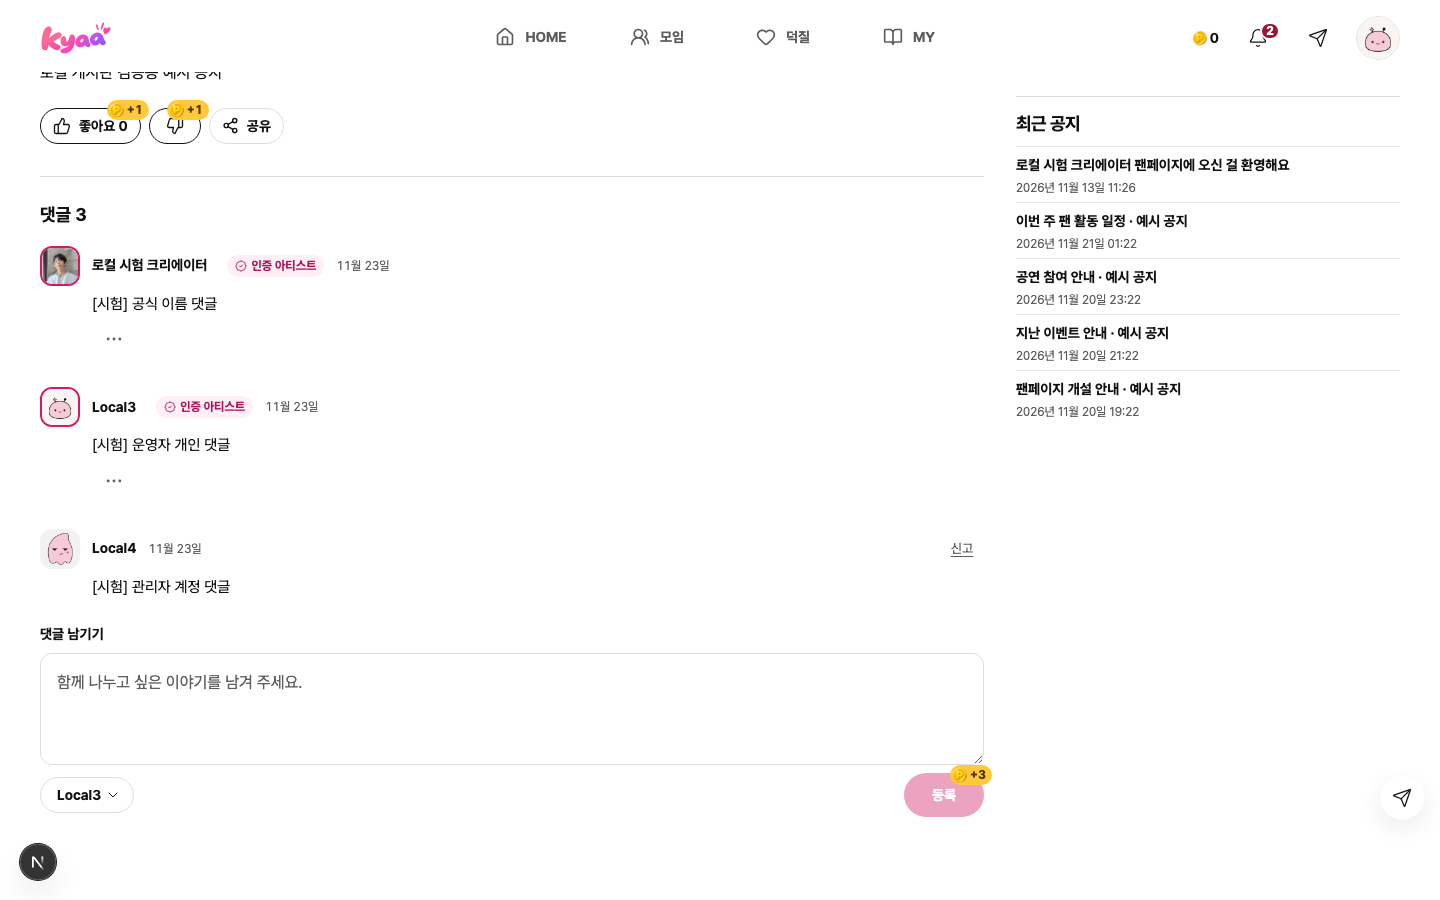 kyaa
HOME
모임
덕질
MY
0
2
로컬 게시판 검증용 예시 공지
좋아요 0
+1
+1
공유
댓글 3
로컬 시험 크리에이터
인증 아티스트
11월 23일
[시험] 공식 이름 댓글
Local3
인증 아티스트
11월 23일
[시험] 운영자 개인 댓글
Local4
11월 23일
신고
[시험] 관리자 계정 댓글
댓글 남기기
함께 나누고 싶은 이야기를 남겨 주세요.
Local3
등록
+3
최근 공지
로컬 시험 크리에이터 팬페이지에 오신 걸 환영해요
2026년 11월 13일 11:26
이번 주 팬 활동 일정 · 예시 공지
2026년 11월 21일 01:22
공연 참여 안내 · 예시 공지
2026년 11월 20일 23:22
지난 이벤트 안내 · 예시 공지
2026년 11월 20일 21:22
팬페이지 개설 안내 · 예시 공지
2026년 11월 20일 19:22
N